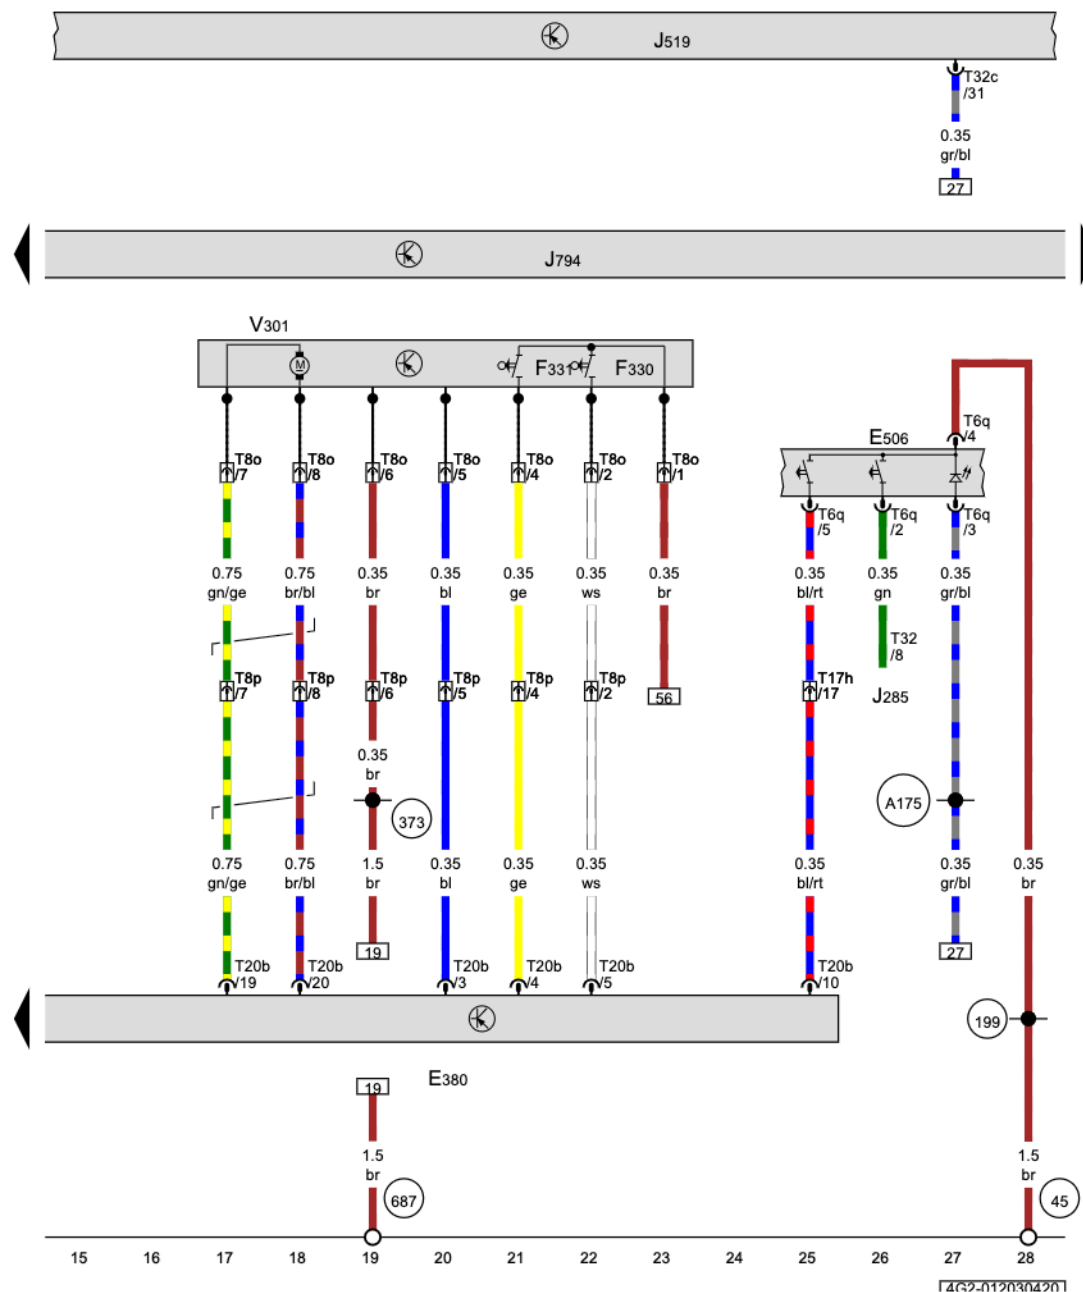 J519
T32c
/31
0.35
gr/bl
27
J794
V301
M
F331
F330
E506
T6q
/4
T8o
/7
T8o
/8
T8o
/6
T8o
/5
T8o
/4
T8o
/2
T8o
/1
T6q
/5
T6q
/2
T6q
/3
0.75
gn/ge
0.75
br/bl
0.35
br
0.35
bl
0.35
ge
0.35
ws
0.35
br
0.35
bl/rt
0.35
gn
0.35
gr/bl
T32
/8
T8p
/7
T8p
/8
T8p
/6
T8p
/5
T8p
/4
T8p
/2
56
T17h
/17
J285
0.35
br
373
A175
0.75
gn/ge
0.75
br/bl
1.5
br
0.35
bl
0.35
ge
0.35
ws
0.35
bl/rt
0.35
gr/bl
0.35
br
19
27
T20b
/19
T20b
/20
T20b
/3
T20b
/4
T20b
/5
T20b
/10
199
E380
19
1.5
br
687
1.5
br
45
15 16 17 18 19 20 21 22 23 24 25 26 27 28
4G2-012030420